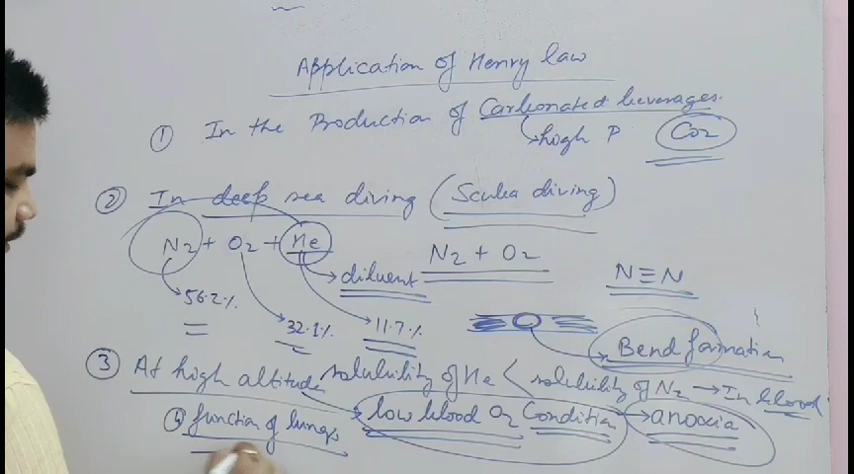 Application of Henry law
① In the Production of Carbonated beverages.
→ high P CO2
② In deep sea diving (Scuba diving)
N2 + O2 + He N2 + O2
→ diluent N≡N
→ 56.2% → 32.1% → 11.7%
→ Bend formation
③ At high altitude solubility of He < solubility of N2 → In blood
→ low blood O2 Condition → anoxia
④ function of lungs